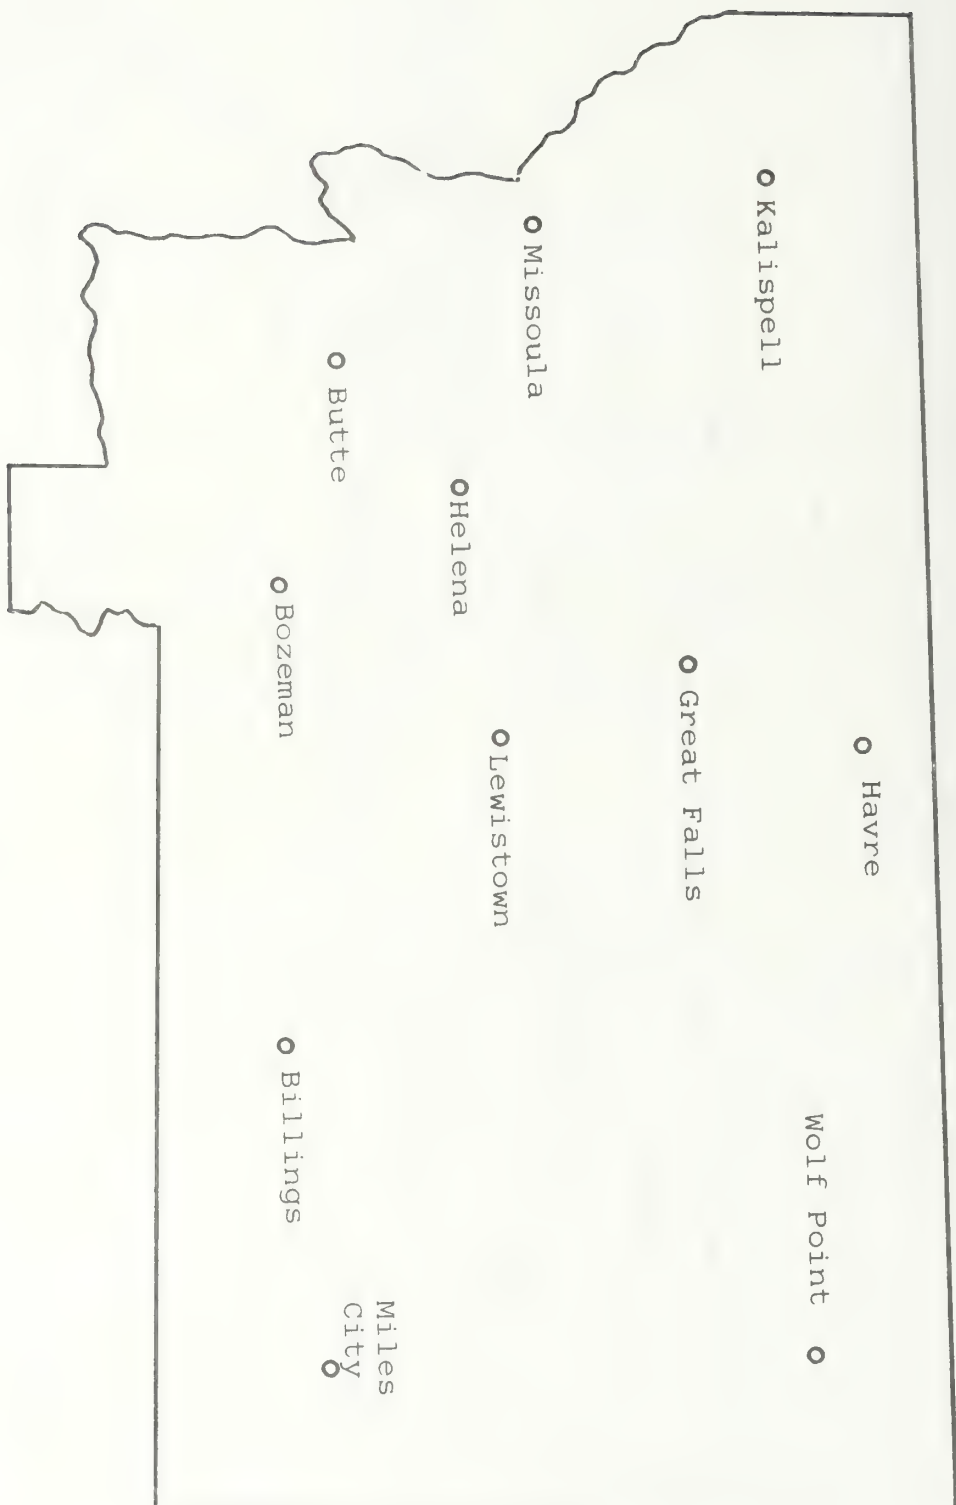 Havre
Kalispell
Wolf Point
Great Falls
Missoula
Lewistown
Helena
Miles
City
Butte
Billings
Bozeman